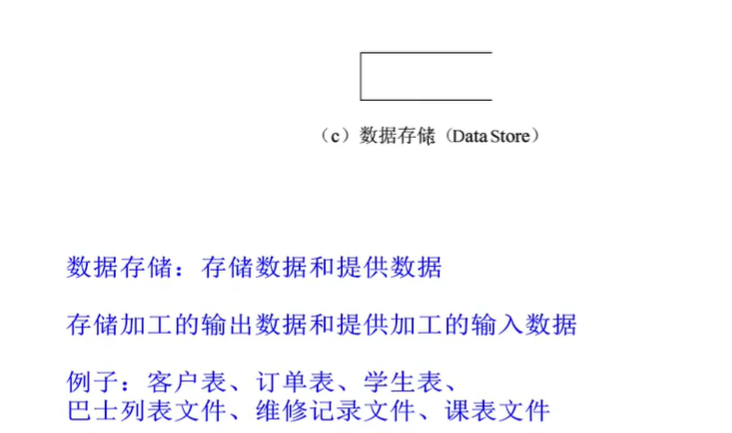 （c）数据存储（Data Store）
数据存储：存储数据和提供数据
存储加工的输出数据和提供加工的输入数据
例子：客户表、订单表、学生表、
巴士列表文件、维修记录文件、课表文件